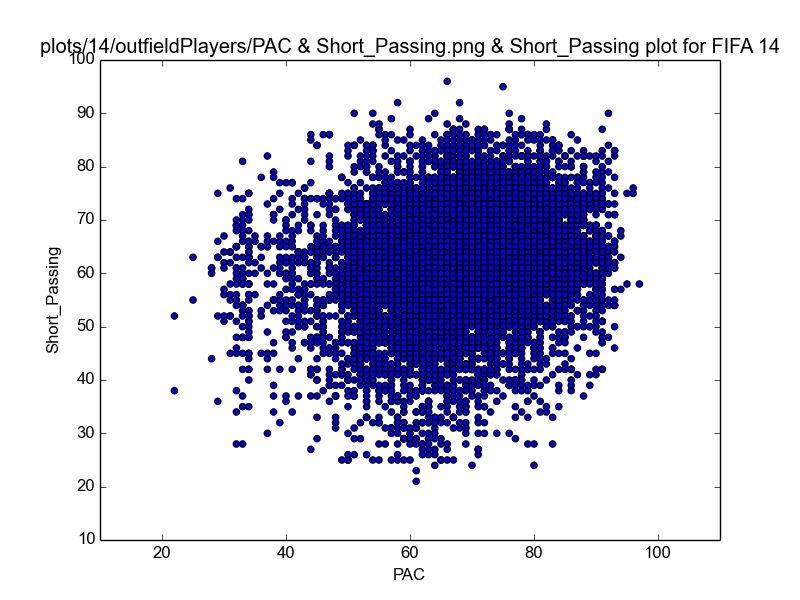 plots/14/outfieldPlayers/PAC & Short_Passing.png & Short_Passing plot for FIFA 14
100
90
80
70
60
50
40
30
20
10
Short_Passing
20 40 60 80 100
PAC